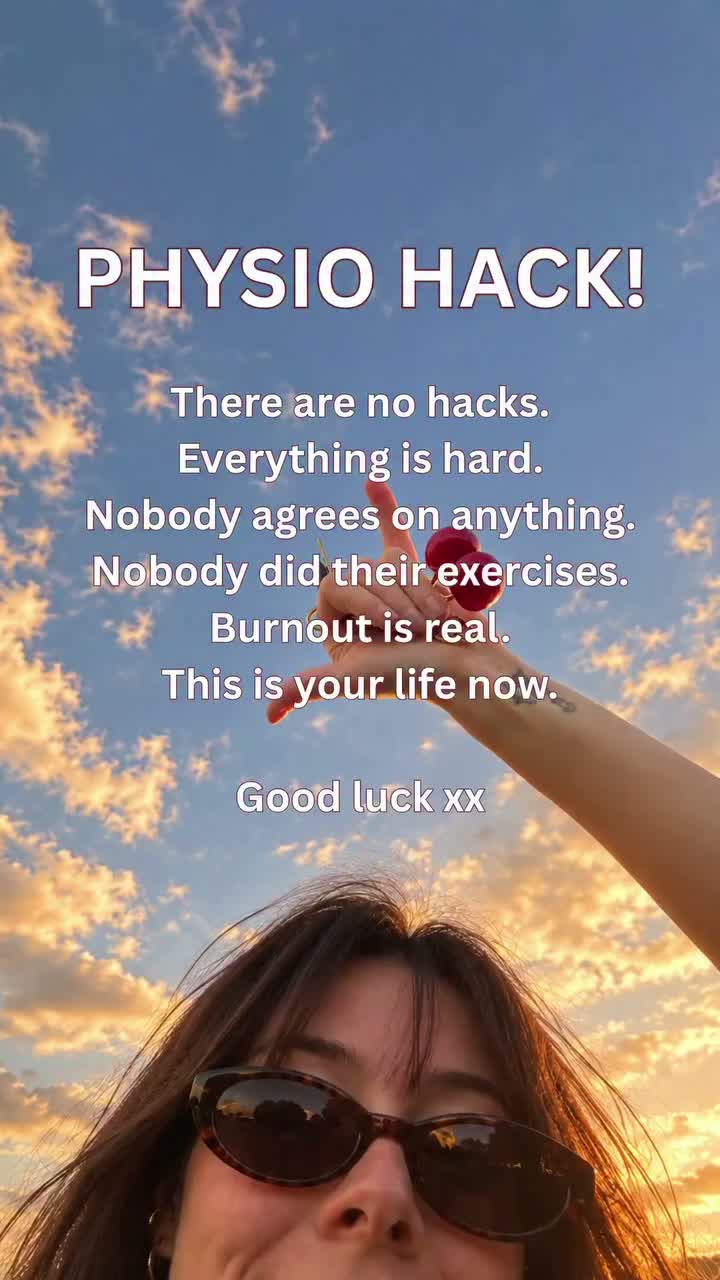 PHYSIO HACK!
There are no hacks.
Everything is hard.
Nobody agrees on anything.
Nobody did their exercises.
Burnout is real.
This is your life now.
Good luck xx